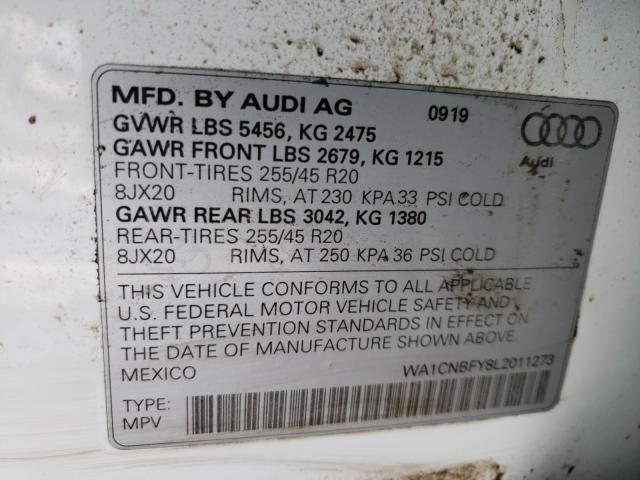 MFD. BY AUDI AG 0919
GVWR LBS 5456, KG 2475
GAWR FRONT LBS 2679, KG 1215
Audi
FRONT-TIRES 255/45 R20
8JX20 RIMS, AT 230 KPA 33 PSI COLD
GAWR REAR LBS 3042, KG 1380
REAR-TIRES 255/45 R20
8JX20 RIMS, AT 250 KPA 36 PSI COLD
THIS VEHICLE CONFORMS TO ALL APPLICABLE
U.S. FEDERAL MOTOR VEHICLE SAFETY AND
THEFT PREVENTION STANDARDS IN EFFECT ON
THE DATE OF MANUFACTURE SHOWN ABOVE.
MEXICO WA1CNBFY8L2011273
TYPE:
MPV